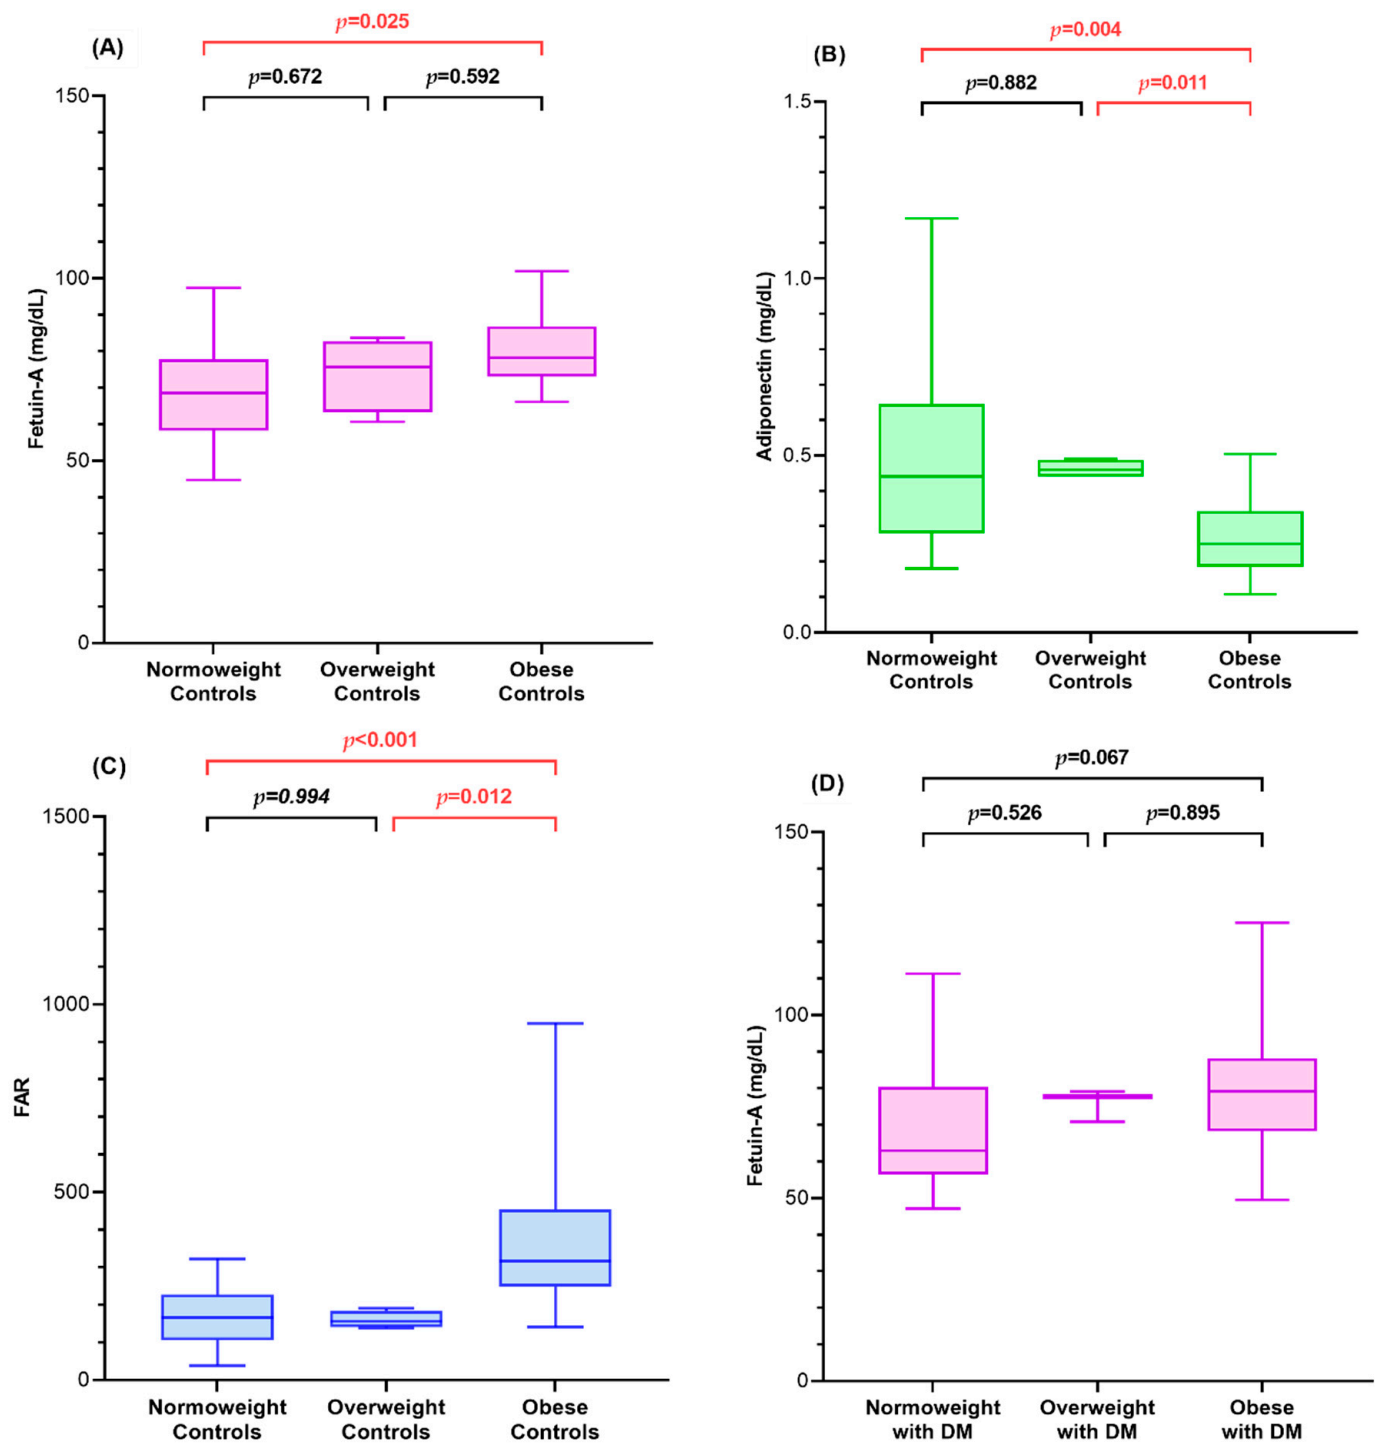 (A)
p=0.025
p=0.672
p=0.592
150
100
50
0
Fetuin-A (mg/dL)
Normoweight Controls
Overweight Controls
Obese Controls
(B)
p=0.004
p=0.882
p=0.011
1.5
1.0
0.5
0.0
Adiponectin (mg/dL)
Normoweight Controls
Overweight Controls
Obese Controls
(C)
p<0.001
p=0.994
p=0.012
1500
1000
500
0
FAR
Normoweight Controls
Overweight Controls
Obese Controls
(D)
p=0.067
p=0.526
p=0.895
150
100
50
0
Fetuin-A (mg/dL)
Normoweight with DM
Overweight with DM
Obese with DM